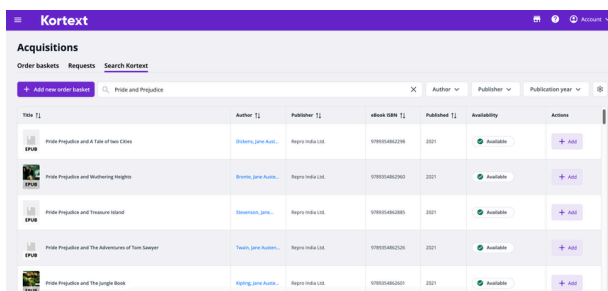 Kortext
Account
Acquisitions
Order baskets Requests Search Kortext
+ Add new order basket Pride and Prejudice Author Publisher Publication year
Title Author Publisher eBook ISBN Published Availability Actions
EPUB Pride Prejudice and A Tale of two Cities Dickens, Jane Aust... Repro India Ltd. 9789354862298 2021 Available + Add
EPUB Pride Prejudice and Wuthering Heights Bronte, Jane Auste... Repro India Ltd. 9789354862960 2021 Available + Add
EPUB Pride Prejudice and Treasure Island Stevenson, Jane... Repro India Ltd. 9789354862885 2021 Available + Add
EPUB Pride Prejudice and The Adventures of Tom Sawyer Twain, Jane Austen... Repro India Ltd. 9789354862526 2021 Available + Add
Pride Prejudice and The Jungle Book Kipling, Jane Auste... Repro India Ltd. 9789354862601 2021 Available + Add